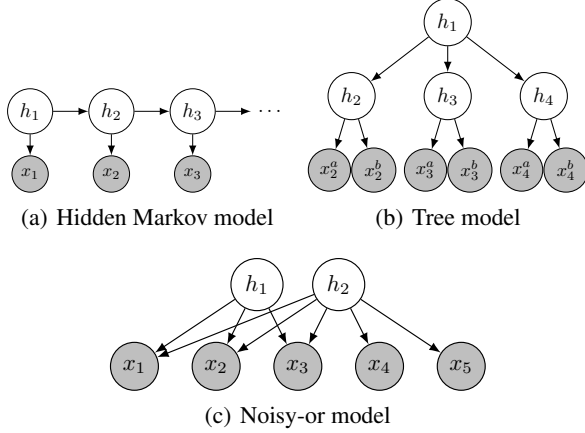 h₁
h₁ h₂ h₃ ⋯
h₂ h₃ h₄
x₁ x₂ x₃
x₂ᵃ x₂ᵇ x₃ᵃ x₃ᵇ x₄ᵃ x₄ᵇ
(a) Hidden Markov model
(b) Tree model
h₁ h₂
x₁ x₂ x₃ x₄ x₅
(c) Noisy-or model